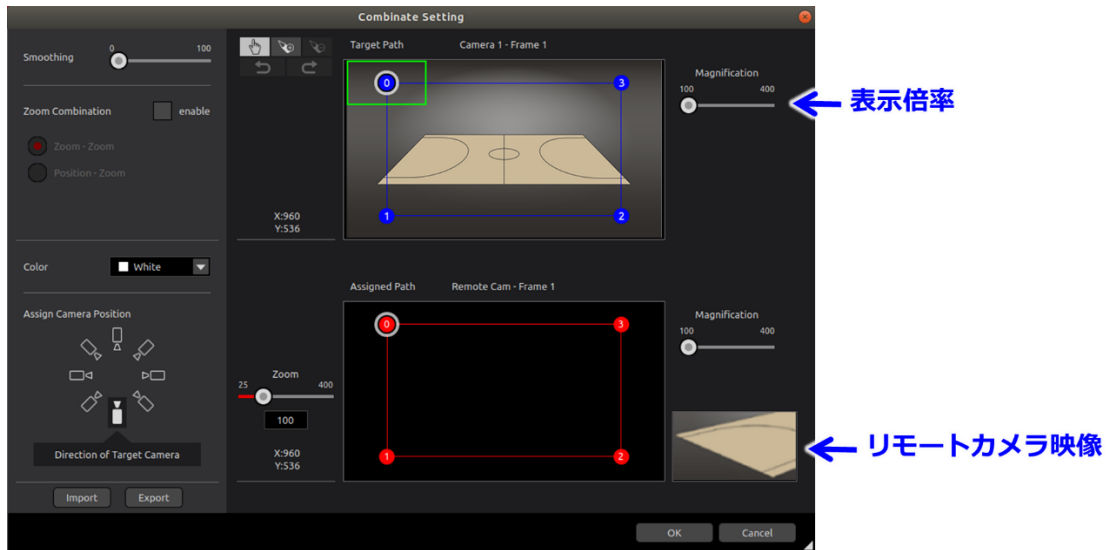 Combinate Setting
Smoothing
0
100
Zoom Combination
enable
Zoom - Zoom
Position - Zoom
Color
White
Assign Camera Position
Direction of Target Camera
Import
Export
Target Path
Camera 1 - Frame 1
0
3
1
2
X:960
Y:536
Magnification
100
400
表示倍率
Assigned Path
Remote Cam - Frame 1
0
3
1
2
Zoom
25
400
100
X:960
Y:536
Magnification
100
400
リモートカメラ映像
OK
Cancel